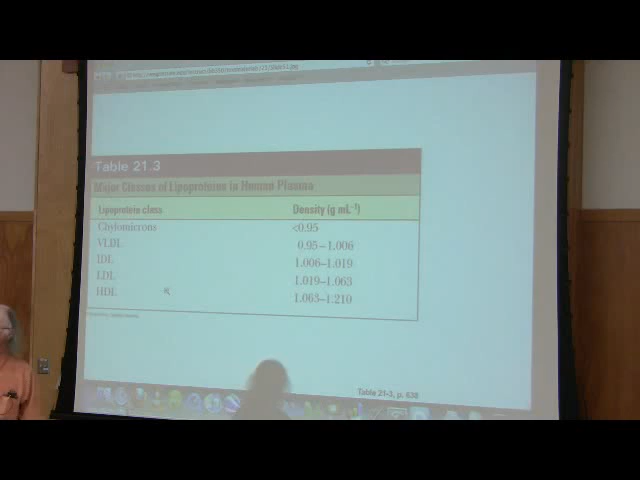 Table 21.3
Major Classes of Lipoproteins in Human Plasma
Lipoprotein class Density (g mL⁻¹)
Chylomicrons <0.95
VLDL 0.95–1.006
IDL 1.006–1.019
LDL 1.019–1.063
HDL 1.063–1.210
Table 21-3, p. 638